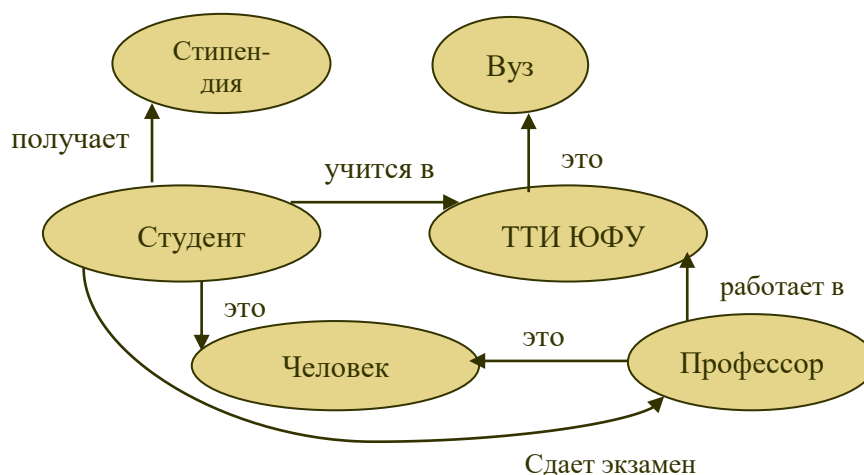 Стипен-
дия
Вуз
получает
учится в
это
Студент
ТТИ ЮФУ
работает в
это
это
Человек
Профессор
Сдает экзамен